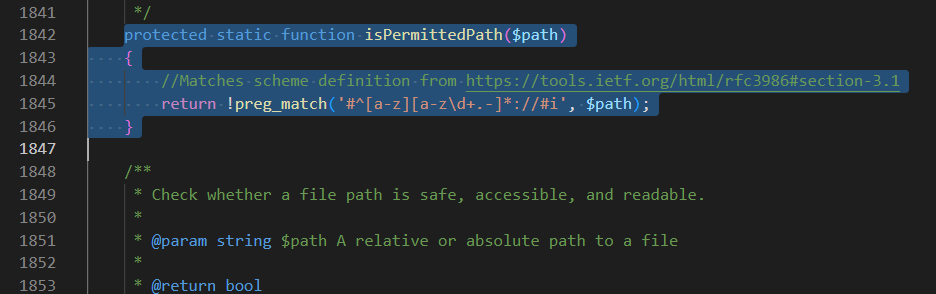 1841 */
1842 protected static function isPermittedPath($path)
1843 {
1844 //Matches scheme definition from https://tools.ietf.org/html/rfc3986#section-3.1
1845 return !preg_match('#^[a-z][a-z\d+.-]*://#i', $path);
1846 }
1847
1848 /**
1849 * Check whether a file path is safe, accessible, and readable.
1850 *
1851 * @param string $path A relative or absolute path to a file
1852 *
1853 * @return bool